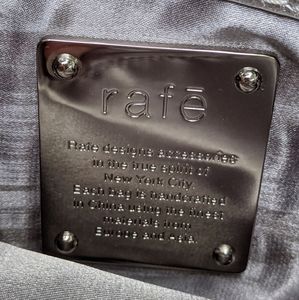 rafē
Rafe designs accessories
in the true spirit of
New York City.
Each bag is handcrafted
in China using the finest
materials from
Europe and Asia.